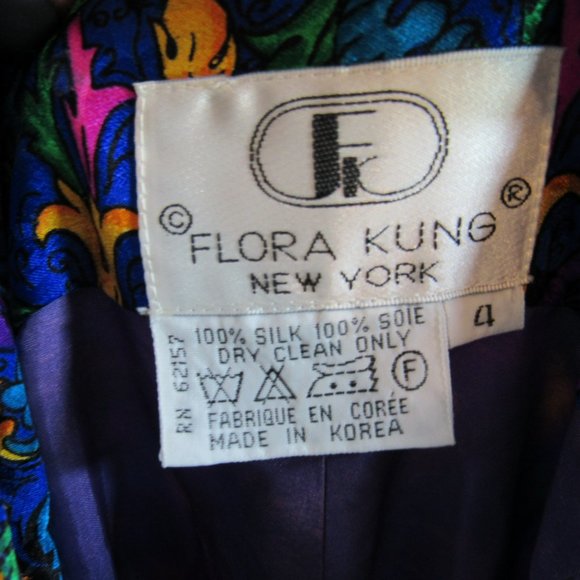 FK
© FLORA KUNG ®
NEW YORK
4
RN 62157
100% SILK 100% SOIE
DRY CLEAN ONLY
F
FABRIQUE EN CORÉE
MADE IN KOREA